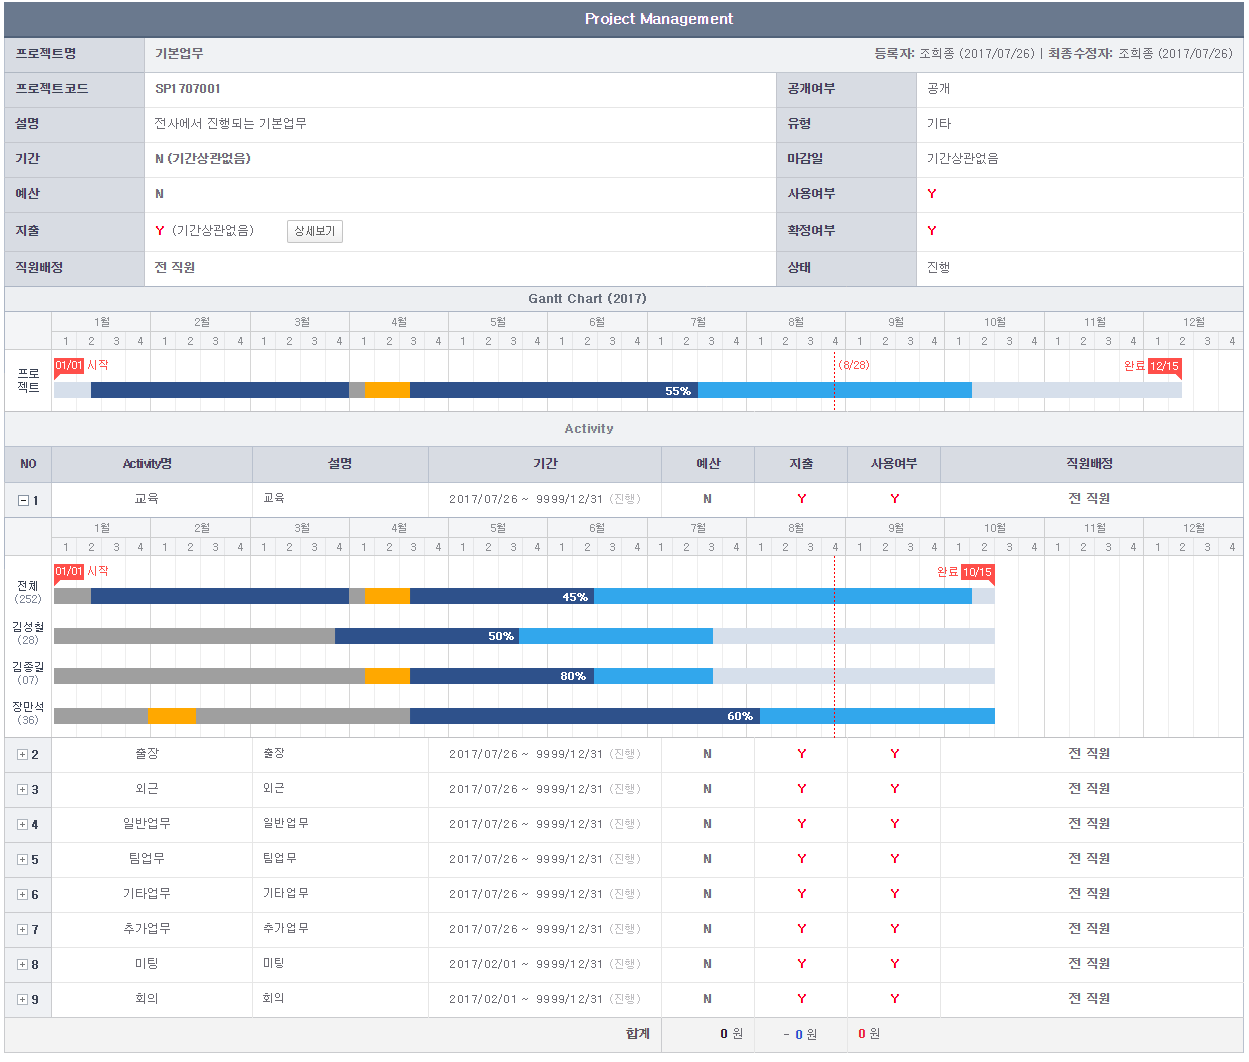 Project Management
프로젝트명 기본업무 등록자: 조희종 (2017/07/26) | 최종수정자: 조희종 (2017/07/26)
프로젝트코드 SP1707001 공개여부 공개
설명 전사에서 진행되는 기본업무 유형 기타
기간 N (기간상관없음)마감일 기간상관없음
예산 N 사용여부 Y
지출 Y (기간상관없음) 상세보기 확정여부 Y
직원배정 전 직원 상태 진행
Gantt Chart (2017)
1월 2월 3월 4월 5월 6월 7월 8월 9월 10월 11월 12월
1 2 3 4 1 2 3 4 1 2 3 4 1 2 3 4 1 2 3 4 1 2 3 4 1 2 3 4 1 2 3 4 1 2 3 4 1 2 3 4 1 2 3 4 1 2 3 4
01/01 시작 (8/28) 완료 12/15
프로
젝트
55%
Activity
NO Activity명 설명 기간 예산 지출 사용여부 직원배정
1 교육 교육 2017/07/26 ~ 9999/12/31 (진행) N Y Y 전 직원
1월 2월 3월 4월 5월 6월 7월 8월 9월 10월 11월 12월
1 2 3 4 1 2 3 4 1 2 3 4 1 2 3 4 1 2 3 4 1 2 3 4 1 2 3 4 1 2 3 4 1 2 3 4 1 2 3 4 1 2 3 4 1 2 3 4
01/01 시작 완료 10/15
전체
(252)
45%
김성철
(28)
50%
김종길
(07)
80%
장만석
(36)
60%
2 출장 출장 2017/07/26 ~ 9999/12/31 (진행) N Y Y 전 직원
3 외근 외근 2017/07/26 ~ 9999/12/31 (진행) N Y Y 전 직원
4 일반업무 일반업무 2017/07/26 ~ 9999/12/31 (진행) N Y Y 전 직원
5 팀업무 팀업무 2017/07/26 ~ 9999/12/31 (진행) N Y Y 전 직원
6 기타업무 기타업무 2017/07/26 ~ 9999/12/31 (진행) N Y Y 전 직원
7 추가업무 추가업무 2017/07/26 ~ 9999/12/31 (진행) N Y Y 전 직원
8 미팅 미팅 2017/02/01 ~ 9999/12/31 (진행) N Y Y 전 직원
9 회의 회의 2017/02/01 ~ 9999/12/31 (진행) N Y Y 전 직원
합계 0 원 - 0 원 0 원